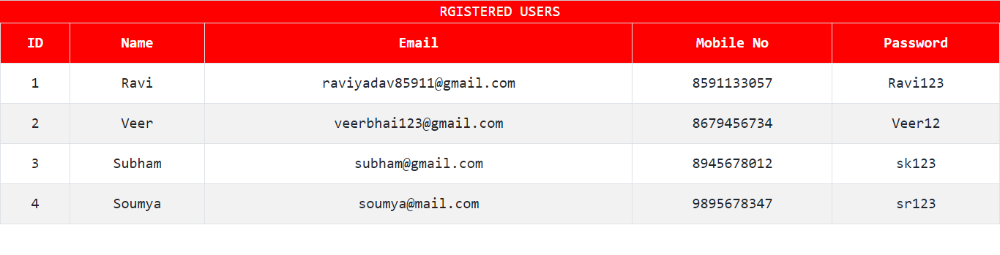 RGISTERED USERS
ID Name Email Mobile No Password
1 Ravi raviyadav85911@gmail.com 8591133057 Ravi123
2 Veer veerbhai123@gmail.com 8679456734 Veer12
3 Subham subham@gmail.com 8945678012 sk123
4 Soumya soumya@mail.com 9895678347 sr123